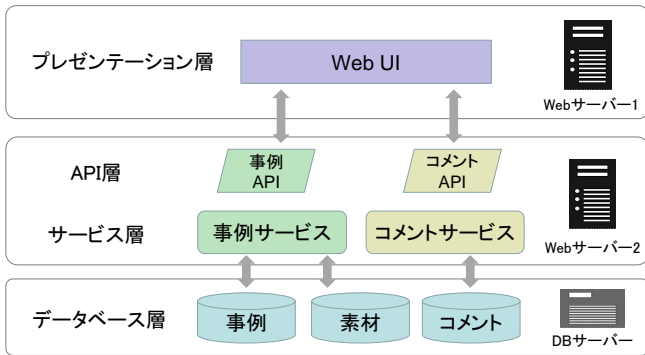 プレゼンテーション層
Web UI
Webサーバー1
API層
事例
API
コメント
API
サービス層
事例サービス
コメントサービス
Webサーバー2
データベース層
事例
素材
コメント
DBサーバー